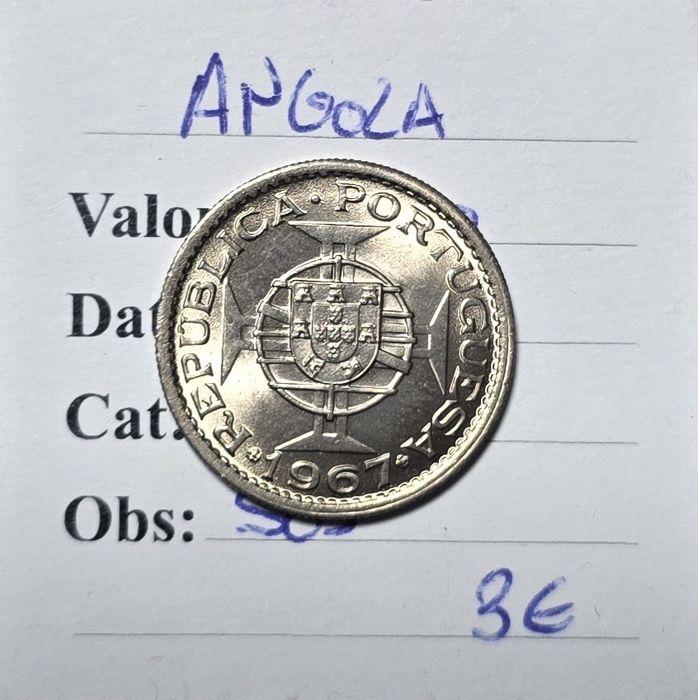 ANGOLA
Valo
Dat
Cat.
Obs:
3€
REPUBLICA · PORTUGUESA
1967